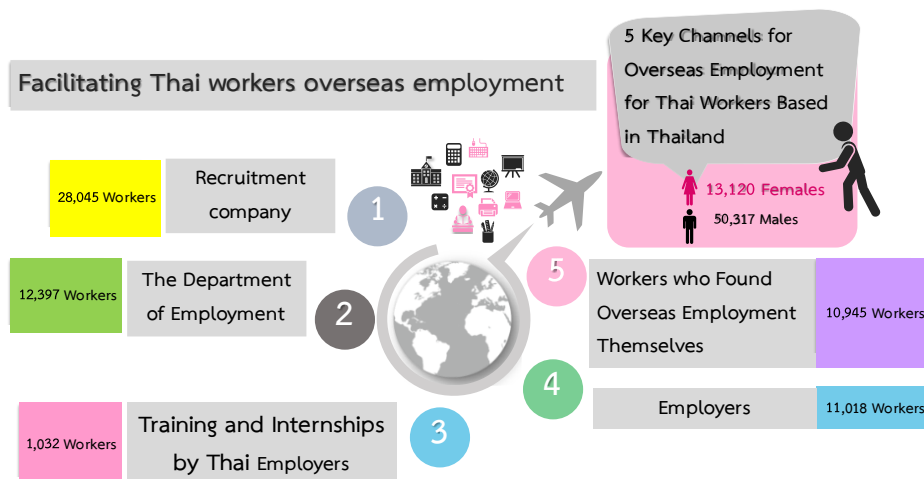 Facilitating Thai workers overseas employment
5 Key Channels for
Overseas Employment
for Thai Workers Based
in Thailand
13,120 Females
50,317 Males
28,045 Workers
Recruitment
company
1
12,397 Workers
The Department
of Employment
2
1,032 Workers
Training and Internships
by Thai Employers
3
4
Employers
11,018 Workers
5
Workers who Found
Overseas Employment
Themselves
10,945 Workers